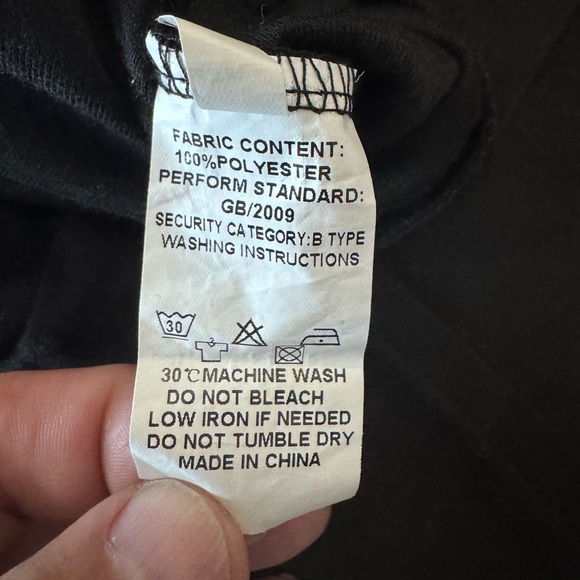 FABRIC CONTENT:
100%POLYESTER
PERFORM STANDARD:
GB/2009
SECURITY CATEGORY:B TYPE
WASHING INSTRUCTIONS
30
30℃MACHINE WASH
DO NOT BLEACH
LOW IRON IF NEEDED
DO NOT TUMBLE DRY
MADE IN CHINA